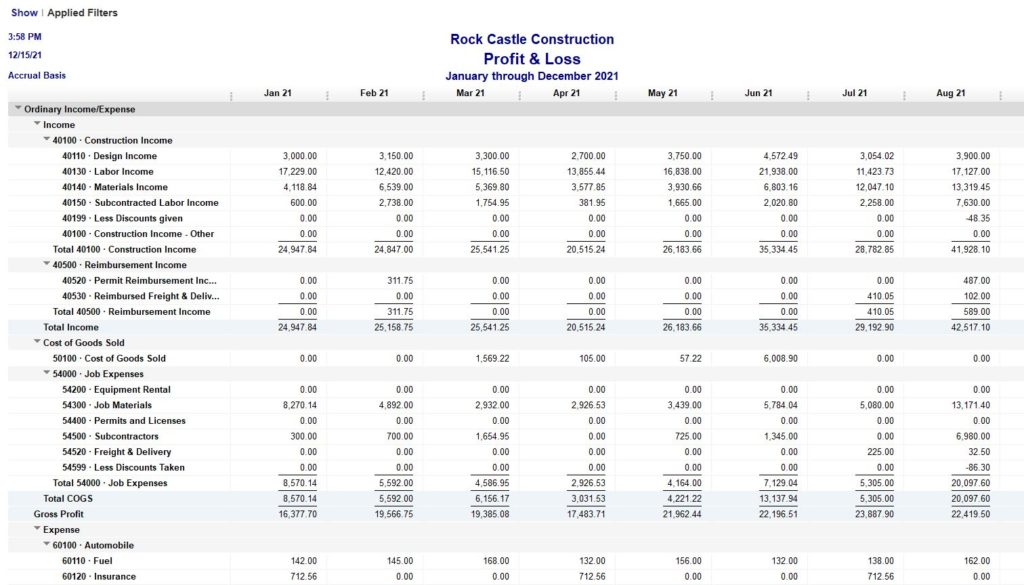 Show | Applied Filters
3:58 PM
12/15/21
Accrual Basis
Rock Castle Construction
Profit & Loss
January through December 2021
Jan 21 Feb 21 Mar 21 Apr 21 May 21 Jun 21 Jul 21 Aug 21
Ordinary Income/Expense
Income
40100 · Construction Income
40110 · Design Income 3,000.00 3,150.00 3,300.00 2,700.00 3,750.00 4,572.49 3,054.02 3,900.00
40130 · Labor Income 17,229.00 12,420.00 15,116.50 13,855.44 16,838.00 21,938.00 11,423.73 17,127.00
40140 · Materials Income 4,118.84 6,539.00 5,369.80 3,577.85 3,930.66 6,803.16 12,047.10 13,319.45
40150 · Subcontracted Labor Income 600.00 2,738.00 1,754.95 381.95 1,665.00 2,020.80 2,258.00 7,630.00
40199 · Less Discounts given 0.00 0.00 0.00 0.00 0.00 0.00 0.00 -48.35
40100 · Construction Income - Other 0.00 0.00 0.00 0.00 0.00 0.00 0.00 0.00
Total 40100 · Construction Income 24,947.84 24,847.00 25,541.25 20,515.24 26,183.66 35,334.45 28,782.85 41,928.10
40500 · Reimbursement Income
40520 · Permit Reimbursement Inc... 0.00 311.75 0.00 0.00 0.00 0.00 0.00 487.00
40530 · Reimbursed Freight & Deliv... 0.00 0.00 0.00 0.00 0.00 0.00 410.05 102.00
Total 40500 · Reimbursement Income 0.00 311.75 0.00 0.00 0.00 0.00 410.05 589.00
Total Income 24,947.84 25,158.75 25,541.25 20,515.24 26,183.66 35,334.45 29,192.90 42,517.10
Cost of Goods Sold
50100 · Cost of Goods Sold 0.00 0.00 1,569.22 105.00 57.22 6,008.90 0.00 0.00
54000 · Job Expenses
54200 · Equipment Rental 0.00 0.00 0.00 0.00 0.00 0.00 0.00 0.00
54300 · Job Materials 8,270.14 4,892.00 2,932.00 2,926.53 3,439.00 5,784.04 5,080.00 13,171.40
54400 · Permits and Licenses 0.00 0.00 0.00 0.00 0.00 0.00 0.00 0.00
54500 · Subcontractors 300.00 700.00 1,654.95 0.00 725.00 1,345.00 0.00 6,980.00
54520 · Freight & Delivery 0.00 0.00 0.00 0.00 0.00 0.00 225.00 32.50
54599 · Less Discounts Taken 0.00 0.00 0.00 0.00 0.00 0.00 0.00 -86.30
Total 54000 · Job Expenses 8,570.14 5,592.00 4,586.95 2,926.53 4,164.00 7,129.04 5,305.00 20,097.60
Total COGS 8,570.14 5,592.00 6,156.17 3,031.53 4,221.22 13,137.94 5,305.00 20,097.60
Gross Profit 16,377.70 19,566.75 19,385.08 17,483.71 21,962.44 22,196.51 23,887.90 22,419.50
Expense
60100 · Automobile
60110 · Fuel 142.00 145.00 168.00 132.00 156.00 132.00 138.00 162.00
60120 · Insurance 712.56 0.00 0.00 712.56 0.00 0.00 712.56 0.00